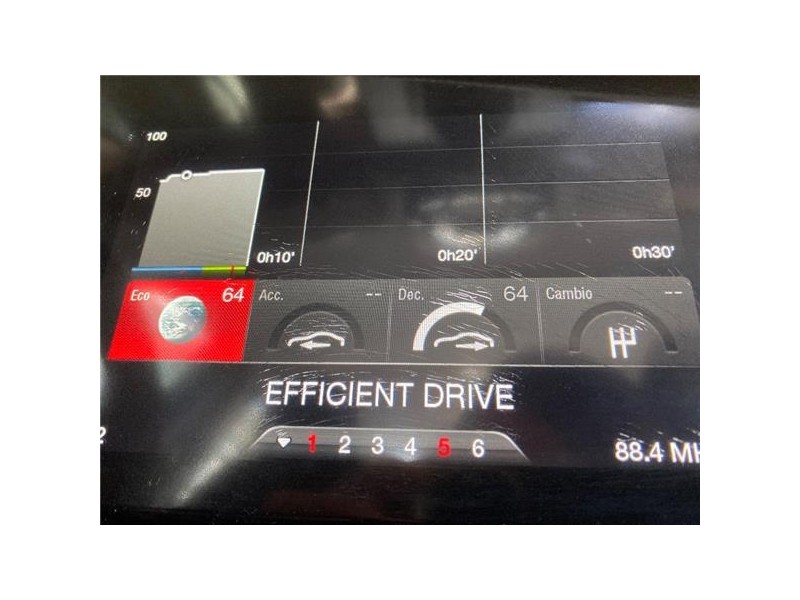 100
50
0h10' 0h20' 0h30'
Eco 64 Acc. -- Dec. 64 Cambio --
EFFICIENT DRIVE
1 2 3 4 5 6
88.4